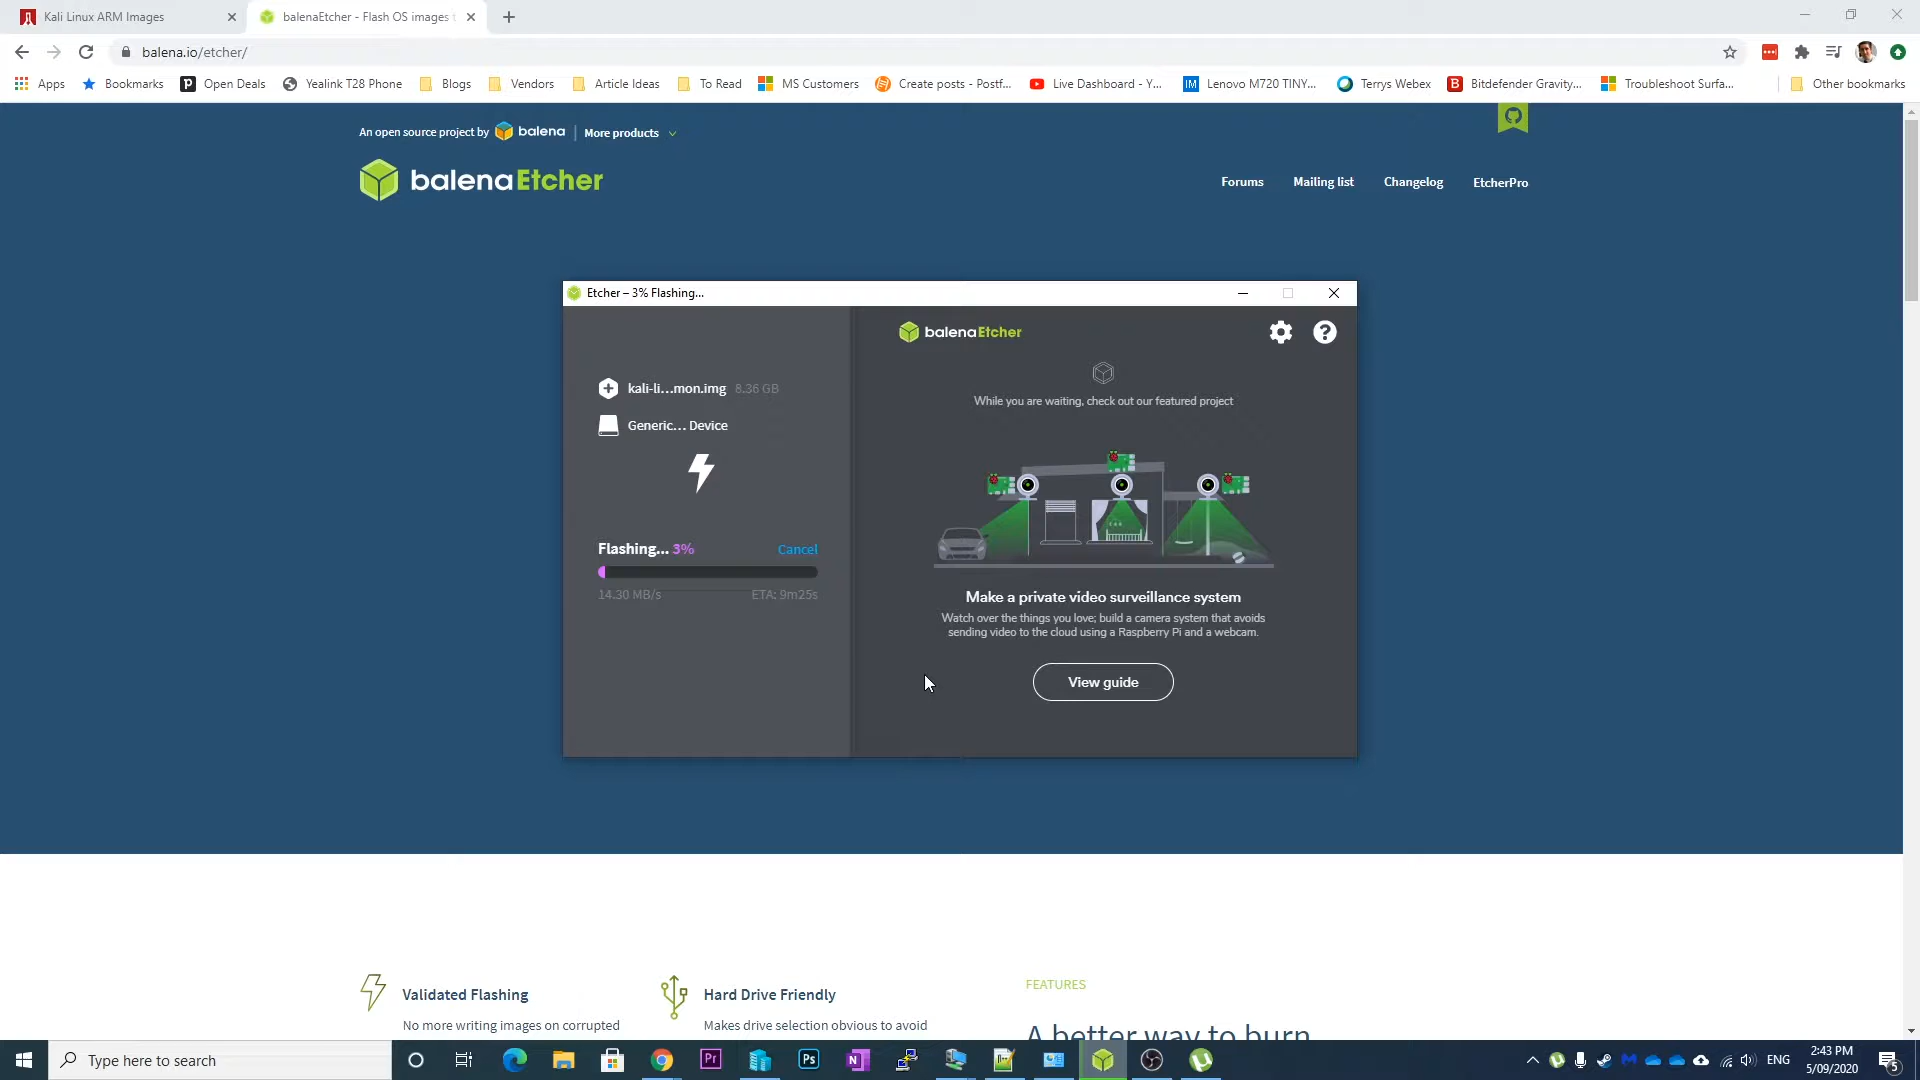 Kali Linux ARM Images
balenaEtcher - Flash OS images t
balena.io/etcher/
Apps
Bookmarks
Open Deals
Yealink T28 Phone
Blogs
Vendors
Article Ideas
To Read
MS Customers
Create posts - Postf...
Live Dashboard - Y...
Lenovo M720 TINY...
Terrys Webex
Bitdefender Gravity...
Troubleshoot Surfa...
Other bookmarks
An open source project by balena
More products
balenaEtcher
Forums
Mailing list
Changelog
EtcherPro
Etcher – 3% Flashing...
balenaEtcher
kali-li...mon.img 8.36 GB
Generic... Device
Flashing... 3%
Cancel
14.30 MB/s
ETA: 9m25s
While you are waiting, check out our featured project
Make a private video surveillance system
Watch over the things you love; build a camera system that avoids
sending video to the cloud using a Raspberry Pi and a webcam.
View guide
Validated Flashing
No more writing images on corrupted
Hard Drive Friendly
Makes drive selection obvious to avoid
FEATURES
A better way to burn
Type here to search
Pr
Ps
N
ENG
2:43 PM
5/09/2020
5